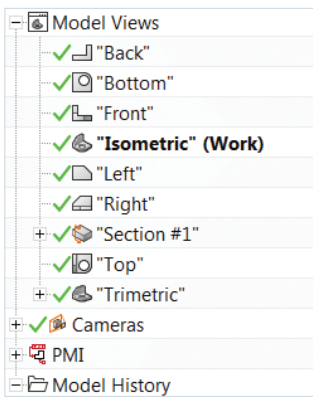 Model Views
"Back"
"Bottom"
"Front"
"Isometric" (Work)
"Left"
"Right"
"Section #1"
"Top"
"Trimetric"
Cameras
PMI
Model History